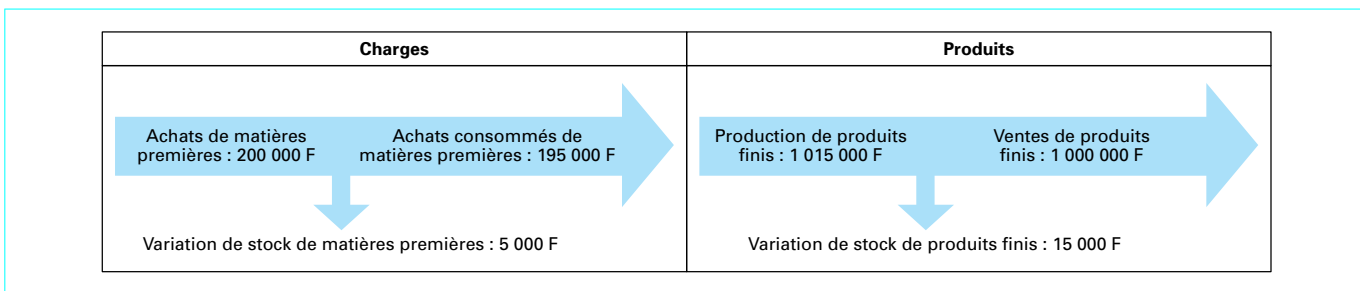 Charges
Produits
Achats de matières
premières : 200 000 F
Achats consommés de
matières premières : 195 000 F
Variation de stock de matières premières : 5 000 F
Production de produits
finis : 1 015 000 F
Ventes de produits
finis : 1 000 000 F
Variation de stock de produits finis : 15 000 F